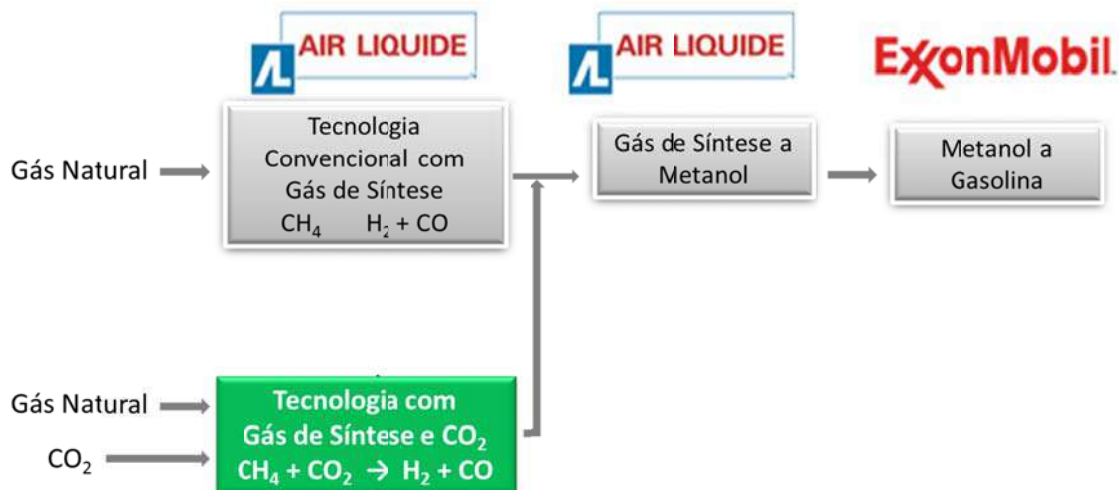 AIR LIQUIDE
AIR LIQUIDE
ExxonMobil
Gás Natural
Tecnologia
Convencional com
Gás de Síntese
CH₄ H₂ + CO
Gás de Síntese a
Metanol
Metanol a
Gasolina
Gás Natural
CO₂
Tecnologia com
Gás de Síntese e CO₂
CH₄ + CO₂ → H₂ + CO